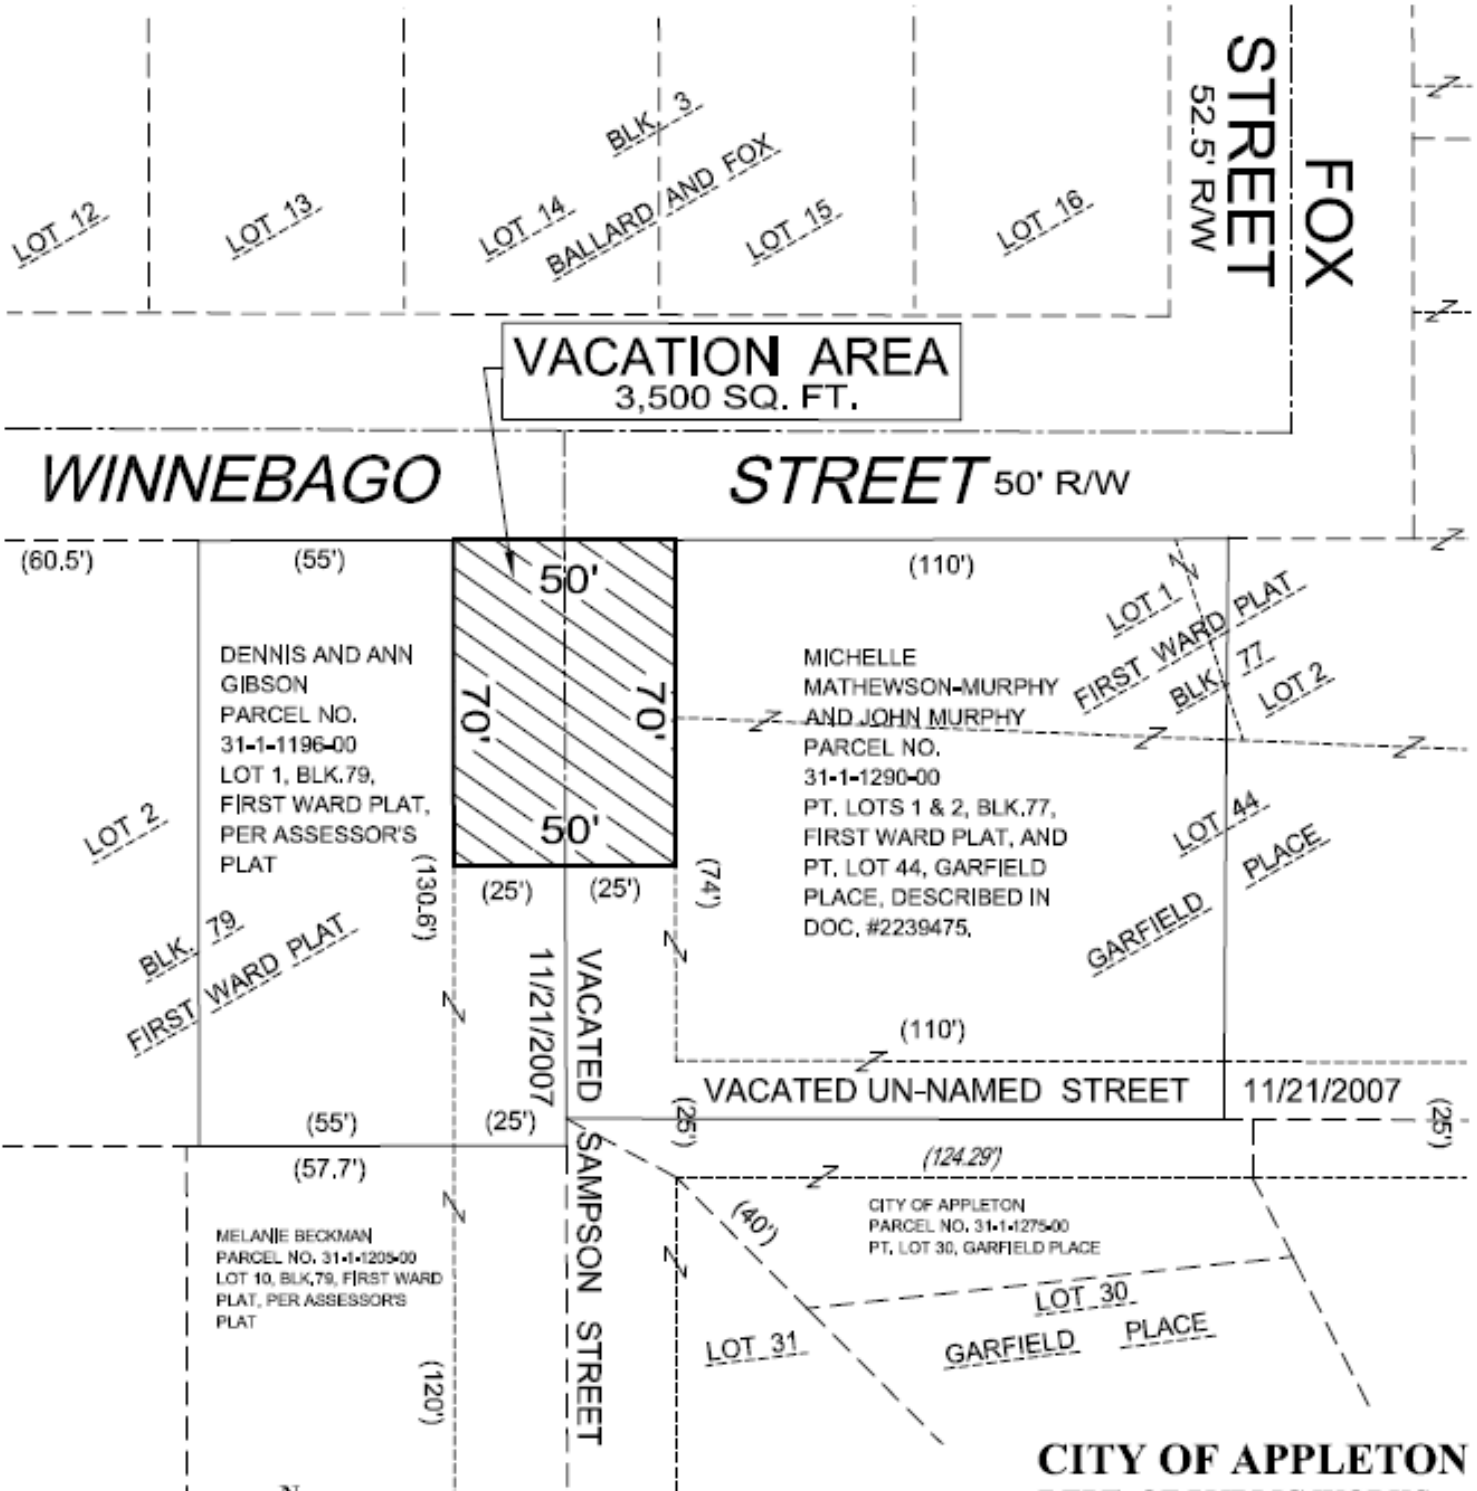 STREET
52.5' R/W
FOX
BLK. 3
BALLARD AND FOX
LOT 12
LOT 13
LOT 14
LOT 15
LOT 16
VACATION AREA
3,500 SQ. FT.
WINNEBAGO STREET 50' R/W
(60.5')
(55')
50'
(110')
LOT 1
FIRST WARD PLAT
BLK. 77
LOT 2
DENNIS AND ANN
GIBSON
PARCEL NO.
31-1-1196-00
LOT 1, BLK.79,
FIRST WARD PLAT,
PER ASSESSOR'S
PLAT
70'
70'
50'
MICHELLE
MATHEWSON-MURPHY
AND JOHN MURPHY
PARCEL NO.
31-1-1290-00
PT. LOTS 1 & 2, BLK.77,
FIRST WARD PLAT, AND
PT. LOT 44, GARFIELD
PLACE, DESCRIBED IN
DOC. #2239475.
LOT 2
LOT 44
GARFIELD PLACE
(130.6')
(25')
(25')
(74')
BLK. 79
FIRST WARD PLAT
VACATED SAMPSON STREET
11/21/2007
(110')
VACATED UN-NAMED STREET 11/21/2007
(55')
(25')
(25')
(25')
(57.7')
(124.29')
MELANIE BECKMAN
PARCEL NO. 31-1-1205-00
LOT 10, BLK.79, FIRST WARD
PLAT, PER ASSESSOR'S
PLAT
(40')
CITY OF APPLETON
PARCEL NO. 31-1-1275-00
PT. LOT 30, GARFIELD PLACE
LOT 30
GARFIELD PLACE
LOT 31
(120')
CITY OF APPLETON